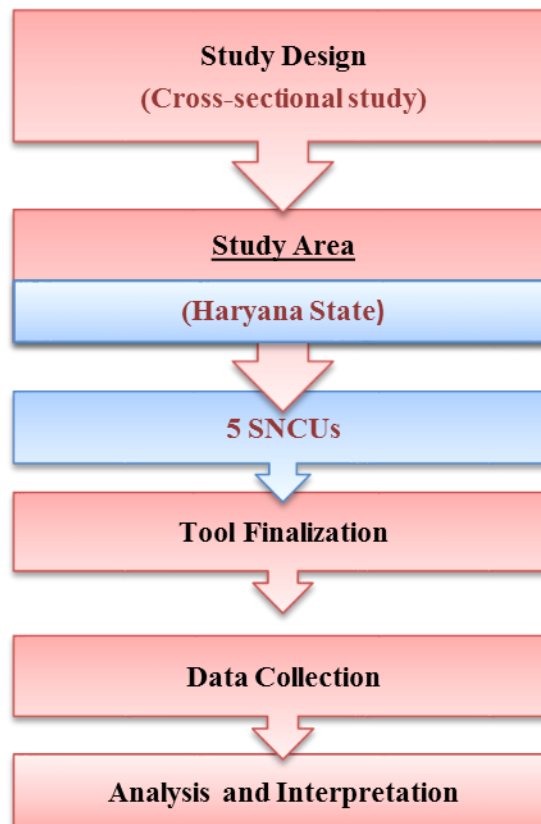 Study Design
(Cross-sectional study)
Study Area
(Haryana State)
5 SNCUs
Tool Finalization
Data Collection
Analysis and Interpretation